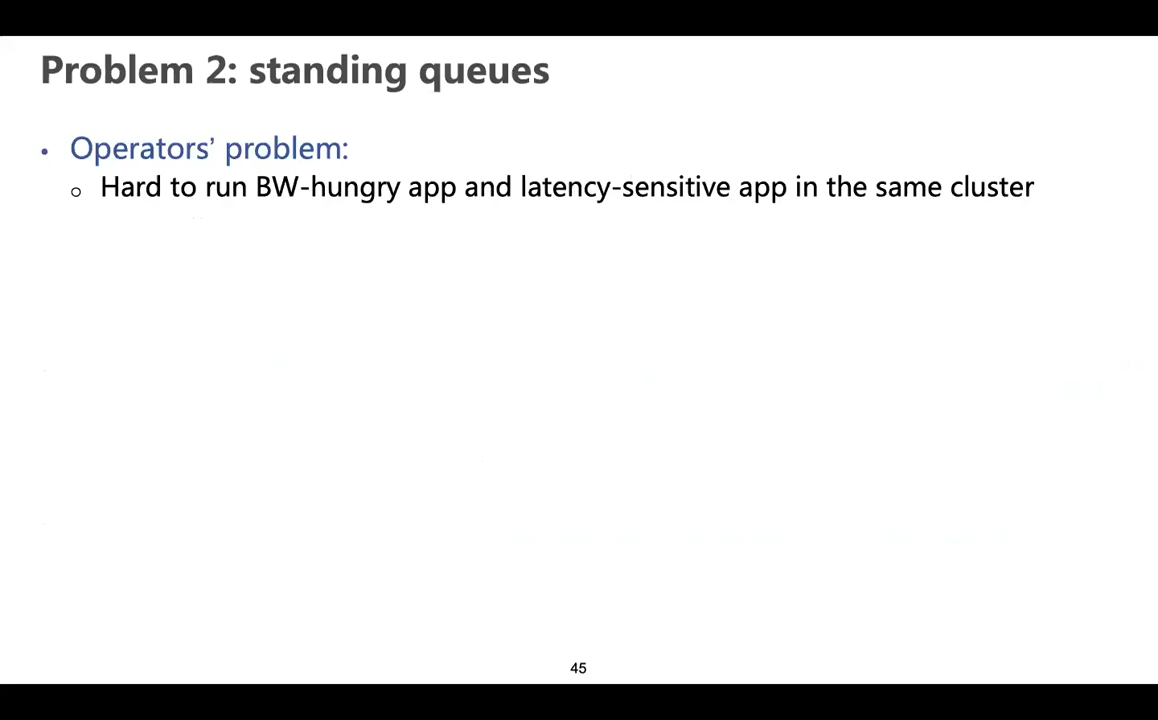 Problem 2: standing queues
• Operators’ problem:
o Hard to run BW-hungry app and latency-sensitive app in the same cluster
45